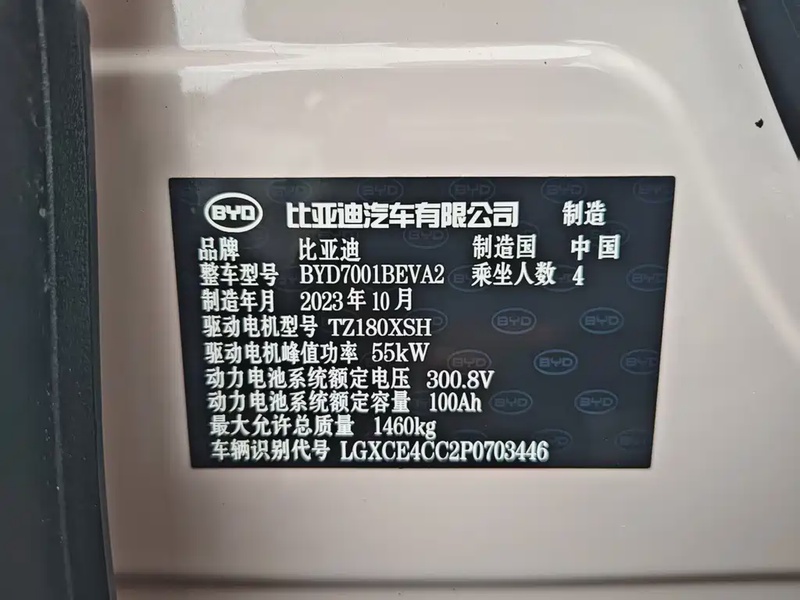 BYD 比亚迪汽车有限公司 制造
品牌 比亚迪 制造国 中国
整车型号 BYD7001BEVA2 乘坐人数 4
制造年月 2023年10月
驱动电机型号 TZ180XSH
驱动电机峰值功率 55kW
动力电池系统额定电压 300.8V
动力电池系统额定容量 100Ah
最大允许总质量 1460kg
车辆识别代号 LGXCE4CC2P0703446